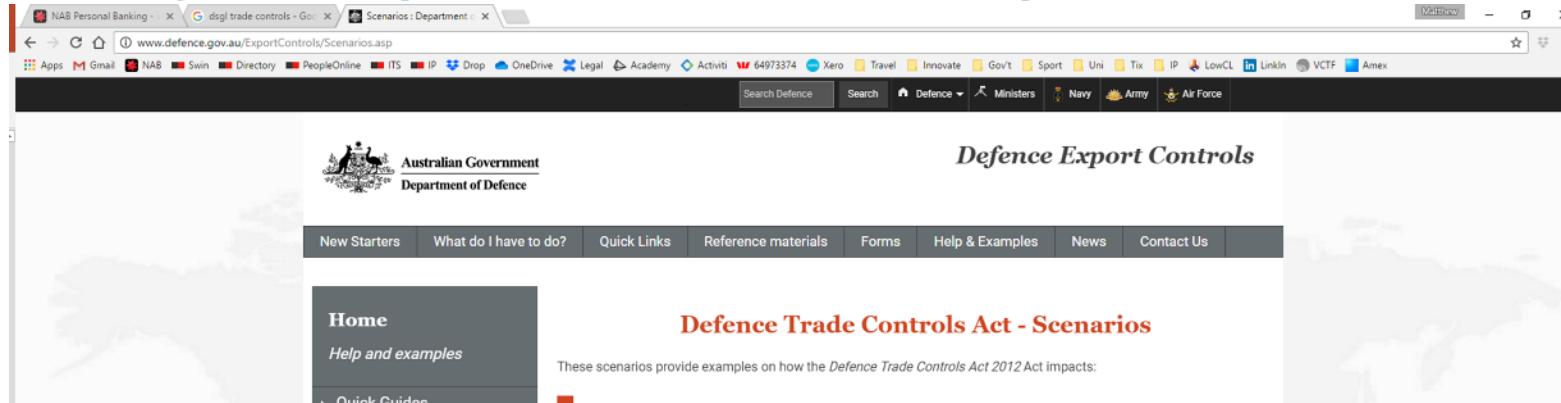 NAB Personal Banking -
dsgl trade controls - Goo
Scenarios : Department o
Matthew
www.defence.gov.au/ExportControls/Scenarios.asp
Apps Gmail NAB Swin Directory PeopleOnline ITS IP Drop OneDrive Legal Academy Activiti 64973374 Xero Travel Innovate Gov't Sport Uni Tix IP LowCL LinkIn VCTF Amex
Search Defence Search Defence Ministers Navy Army Air Force
Australian Government
Department of Defence
Defence Export Controls
New Starters What do I have to do? Quick Links Reference materials Forms Help & Examples News Contact Us
Home
Help and examples
Quick Guides
Defence Trade Controls Act - Scenarios
These scenarios provide examples on how the Defence Trade Controls Act 2012 Act impacts: